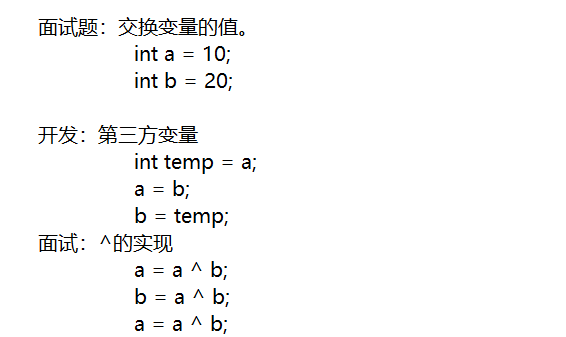 面试题：交换变量的值。
int a = 10;
int b = 20;
开发：第三方变量
int temp = a;
a = b;
b = temp;
面试：^的实现
a = a ^ b;
b = a ^ b;
a = a ^ b;